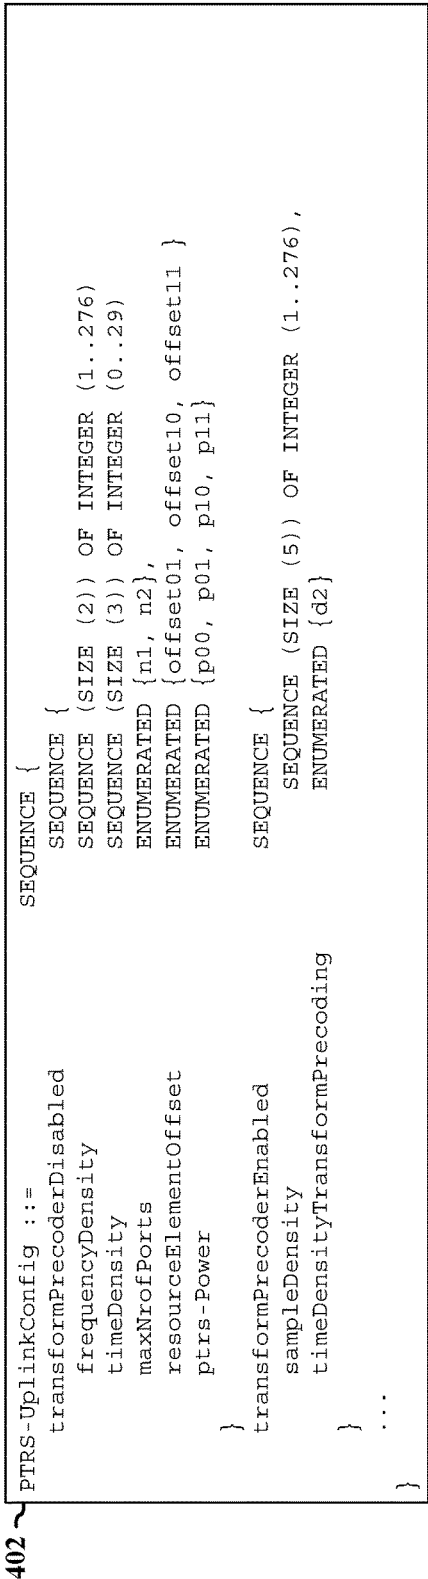 402
PTRS-UplinkConfig ::= SEQUENCE {
transformPrecoderDisabled SEQUENCE {
frequencyDensity SEQUENCE (SIZE (2)) OF INTEGER (1..276)
timeDensity SEQUENCE (SIZE (3)) OF INTEGER (0..29)
maxNrofPorts ENUMERATED {n1, n2},
resourceElementOffset ENUMERATED {offset01, offset10, offset11 }
ptrs-Power ENUMERATED {p00, p01, p10, p11}
}
transformPrecoderEnabled SEQUENCE {
sampleDensity SEQUENCE (SIZE (5)) OF INTEGER (1..276),
timeDensityTransformPrecoding ENUMERATED {d2}
}
...
}